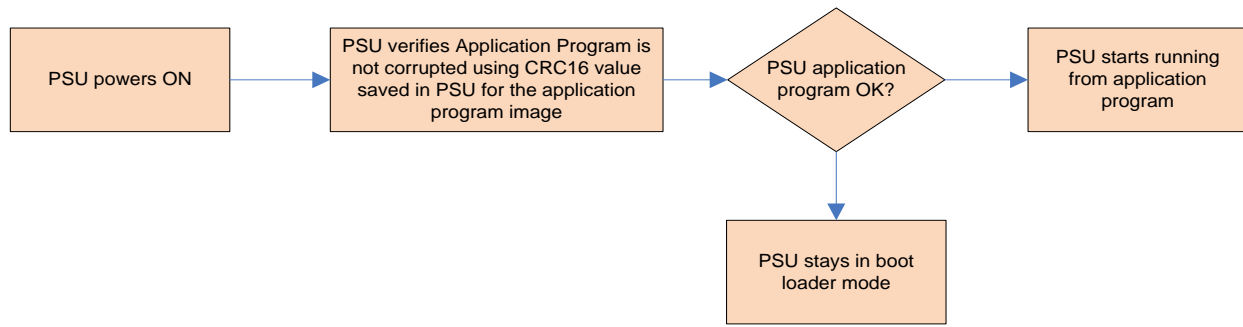 PSU powers ON
PSU verifies Application Program is
not corrupted using CRC16 value
saved in PSU for the application
program image
PSU application
program OK?
PSU starts running
from application
program
PSU stays in boot
loader mode